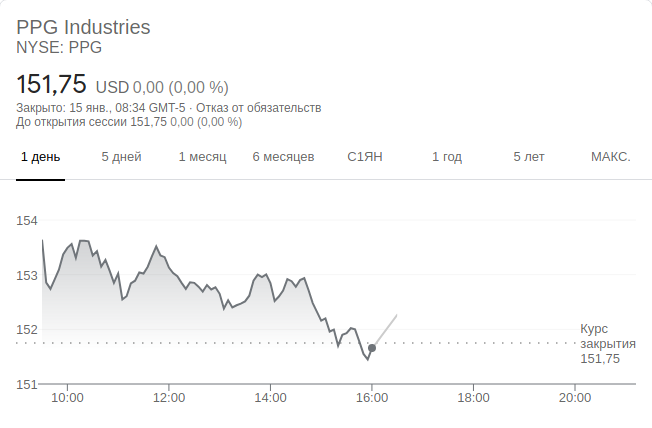 PPG Industries
NYSE: PPG
151,75 USD 0,00 (0,00 %)
Закрыто: 15 янв., 08:34 GMT-5 · Отказ от обязательств
До открытия сессии 151,75 0,00 (0,00 %)
1 день 5 дней 1 месяц 6 месяцев С1ЯН 1 год 5 лет МАКС.
154
153
152
151
Курс
закрытия
151,75
10:00 12:00 14:00 16:00 18:00 20:00